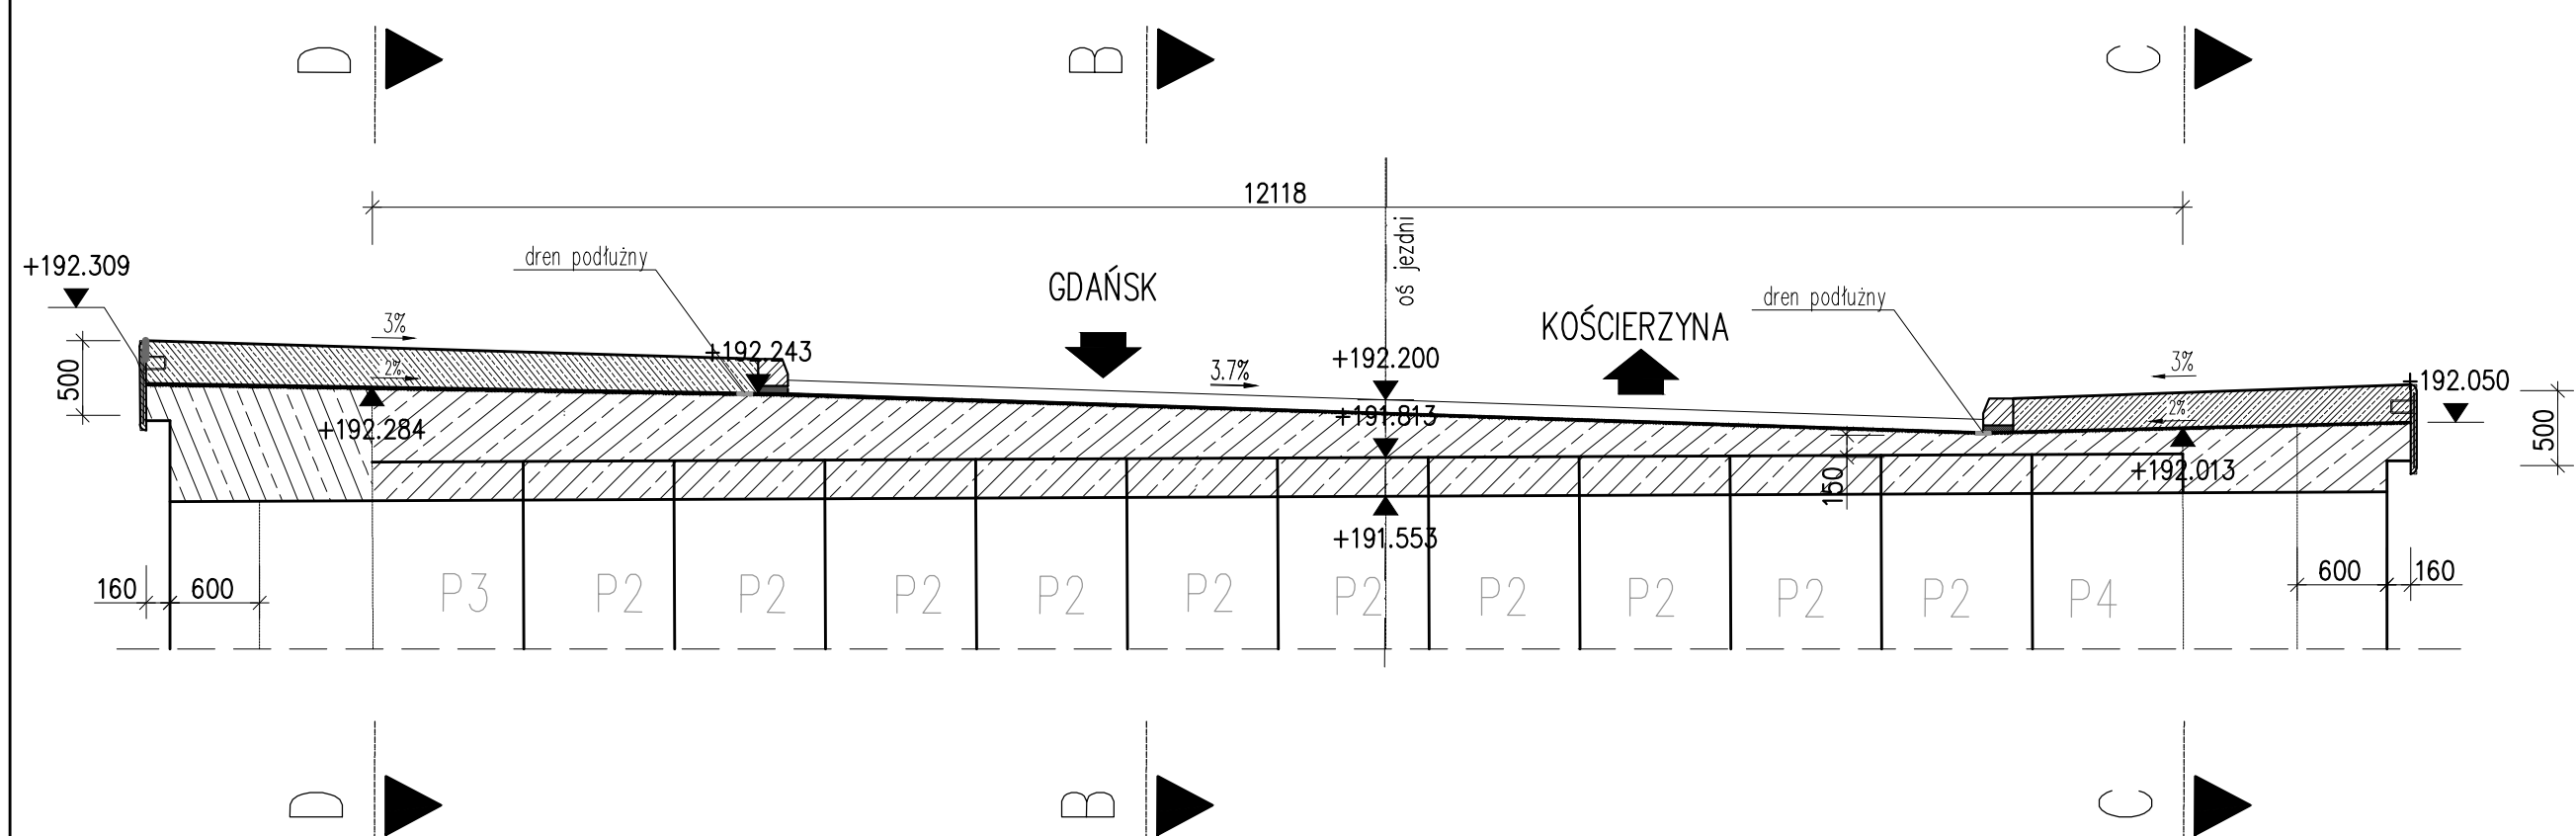 D
B
C
12118
oś jezdni
+192.309
dren podłużny
GDAŃSK
dren podłużny
KOŚCIERZYNA
3%
+192.243
3.7%
+192.200
3%
+192.050
500
2%
+192.284
+191.813
2%
500
150
+192.013
+191.553
160
600
P3
P2
P2
P2
P2
P2
P2
P2
P2
P2
P2
P4
600
160
D
B
C